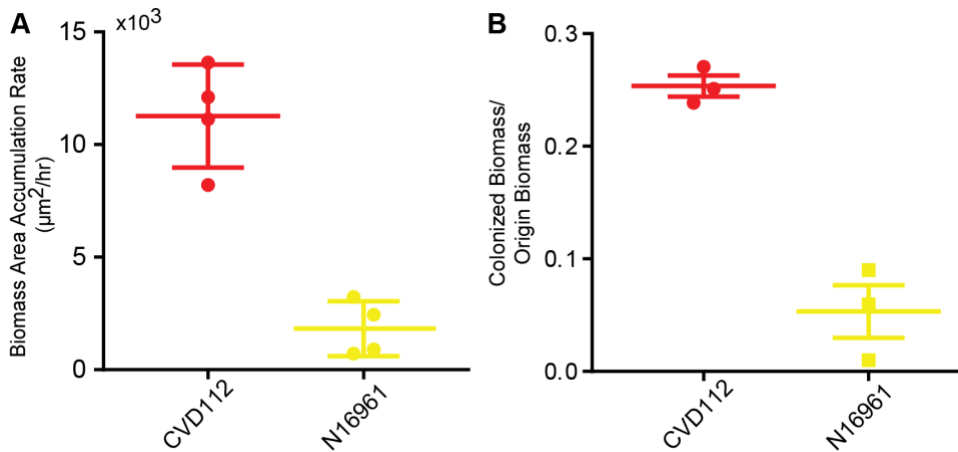 A
x10³
15
10
5
0
Biomass Area Accumulation Rate
(µm²/hr)
CVD112
N16961
B
0.3
0.2
0.1
0.0
Colonized Biomass/
Origin Biomass
CVD112
N16961